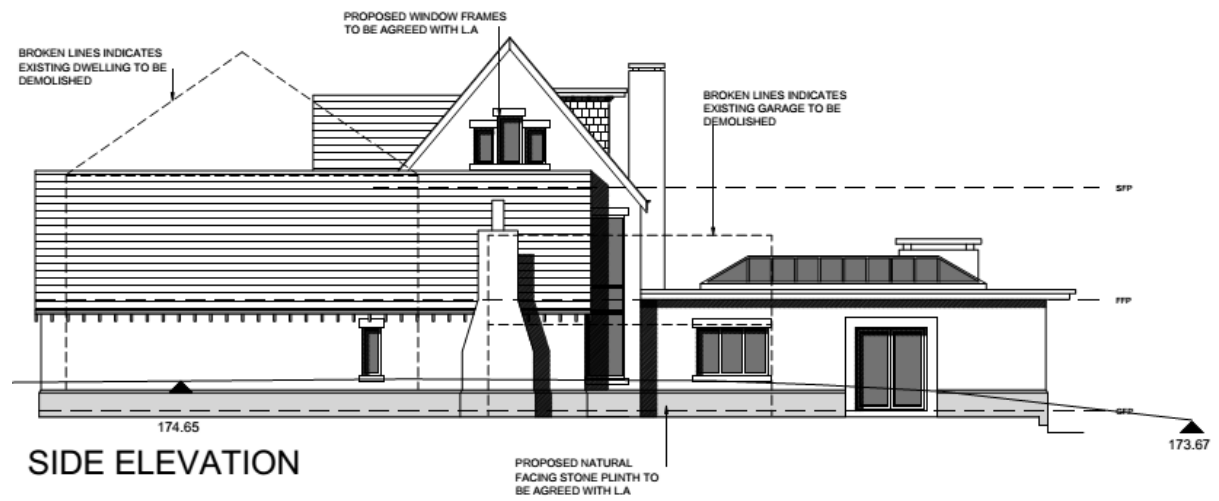 PROPOSED WINDOW FRAMES
TO BE AGREED WITH L.A
BROKEN LINES INDICATES
EXISTING DWELLING TO BE
DEMOLISHED
BROKEN LINES INDICATES
EXISTING GARAGE TO BE
DEMOLISHED
SFP
FFP
GFP
174.65
173.67
SIDE ELEVATION
PROPOSED NATURAL
FACING STONE PLINTH TO
BE AGREED WITH L.A